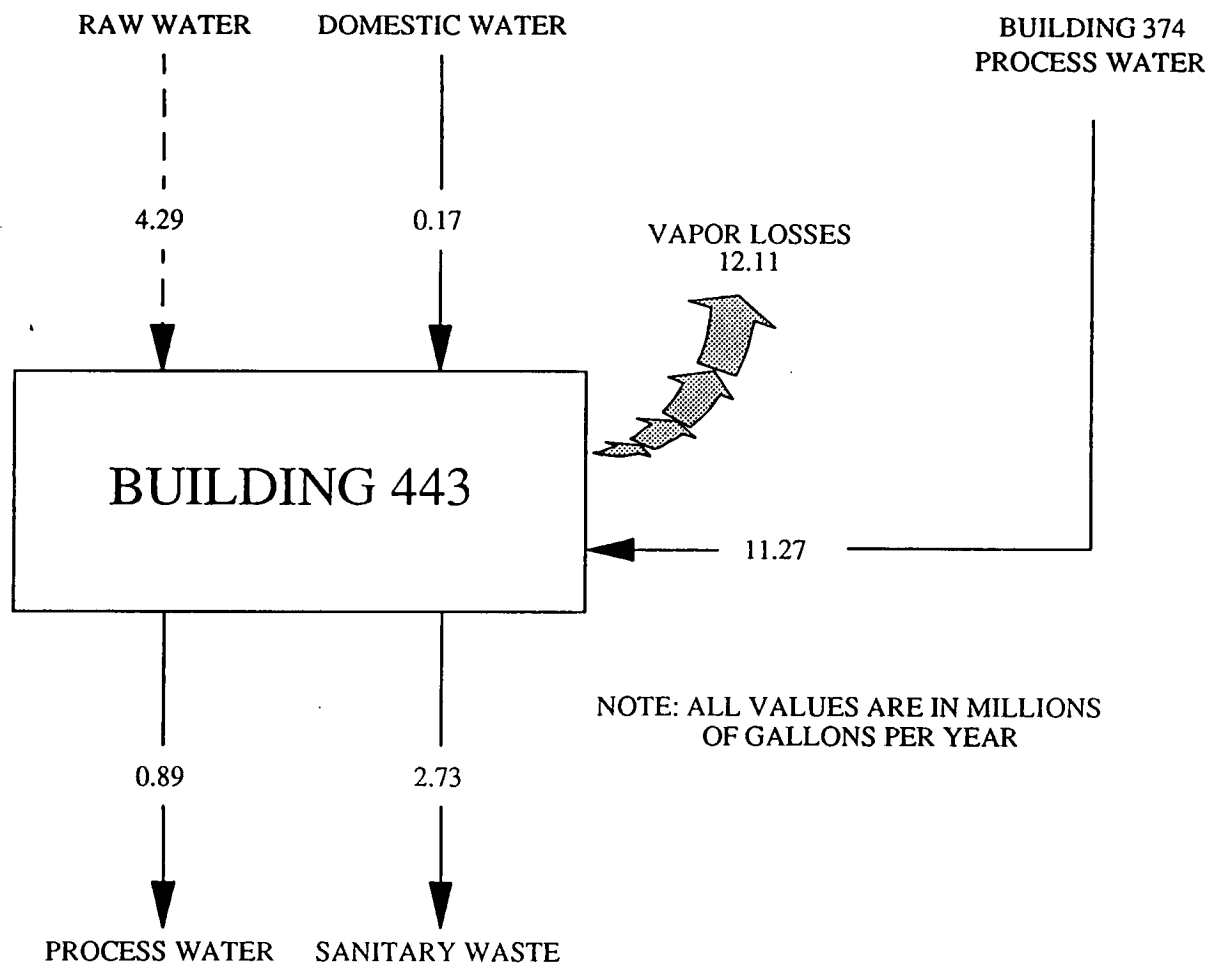 RAW WATER
DOMESTIC WATER
BUILDING 374
PROCESS WATER
4.29
0.17
VAPOR LOSSES
12.11
BUILDING 443
11.27
NOTE: ALL VALUES ARE IN MILLIONS
OF GALLONS PER YEAR
0.89
2.73
PROCESS WATER
SANITARY WASTE